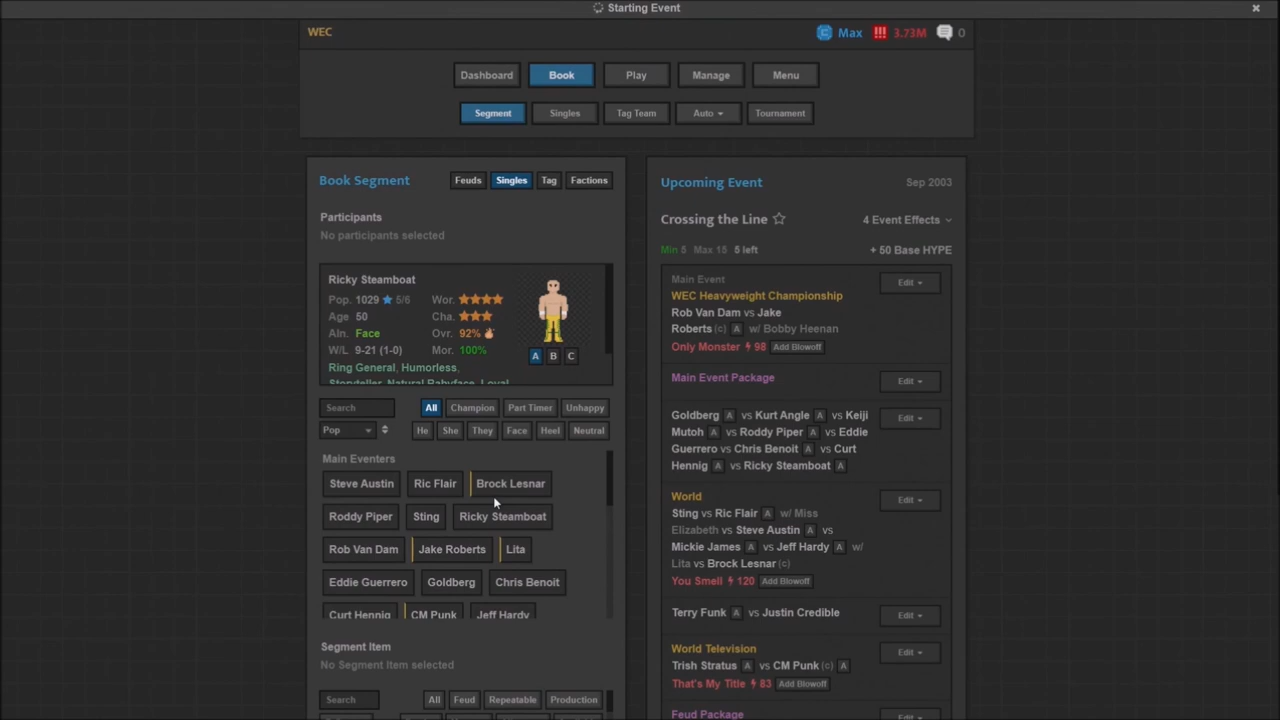 Starting Event
WEC
Max 3.73M 0
Dashboard Book Play Manage Menu
Segment Singles Tag Team Auto Tournament
Book Segment Feuds Singles Tag Factions
Participants
No participants selected
Ricky Steamboat
Pop. 1029 5/6 Wor.
Age 50 Cha.
Aln. Face Ovr. 92%
W/L 9-21 (1-0) Mor. 100%
A B C
Ring General, Humorless,
Storyteller, Natural Babyface, Loyal
Search All Champion Part Timer Unhappy
Pop He She They Face Heel Neutral
Main Eventers
Steve Austin Ric Flair Brock Lesnar
Roddy Piper Sting Ricky Steamboat
Rob Van Dam Jake Roberts Lita
Eddie Guerrero Goldberg Chris Benoit
Curt Hennig CM Punk Jeff Hardy
Segment Item
No Segment Item selected
Search All Feud Repeatable Production
Upcoming Event Sep 2003
Crossing the Line 4 Event Effects
Min 5 Max 15 5 left + 50 Base HYPE
Main Event Edit
WEC Heavyweight Championship
Rob Van Dam vs Jake
Roberts (c) A w/ Bobby Heenan
Only Monster 98 Add Blowoff
Main Event Package Edit
Goldberg A vs Kurt Angle A vs Keiji Edit
Mutoh A vs Roddy Piper A vs Eddie
Guerrero A vs Chris Benoit A vs Curt
Hennig A vs Ricky Steamboat A
World Edit
Sting vs Ric Flair A w/ Miss
Elizabeth vs Steve Austin A vs
Mickie James A vs Jeff Hardy A w/
Lita vs Brock Lesnar (c)
You Smell 120 Add Blowoff
Terry Funk A vs Justin Credible Edit
World Television Edit
Trish Stratus A vs CM Punk (c) A
That's My Title 83 Add Blowoff
Feud Package Edit